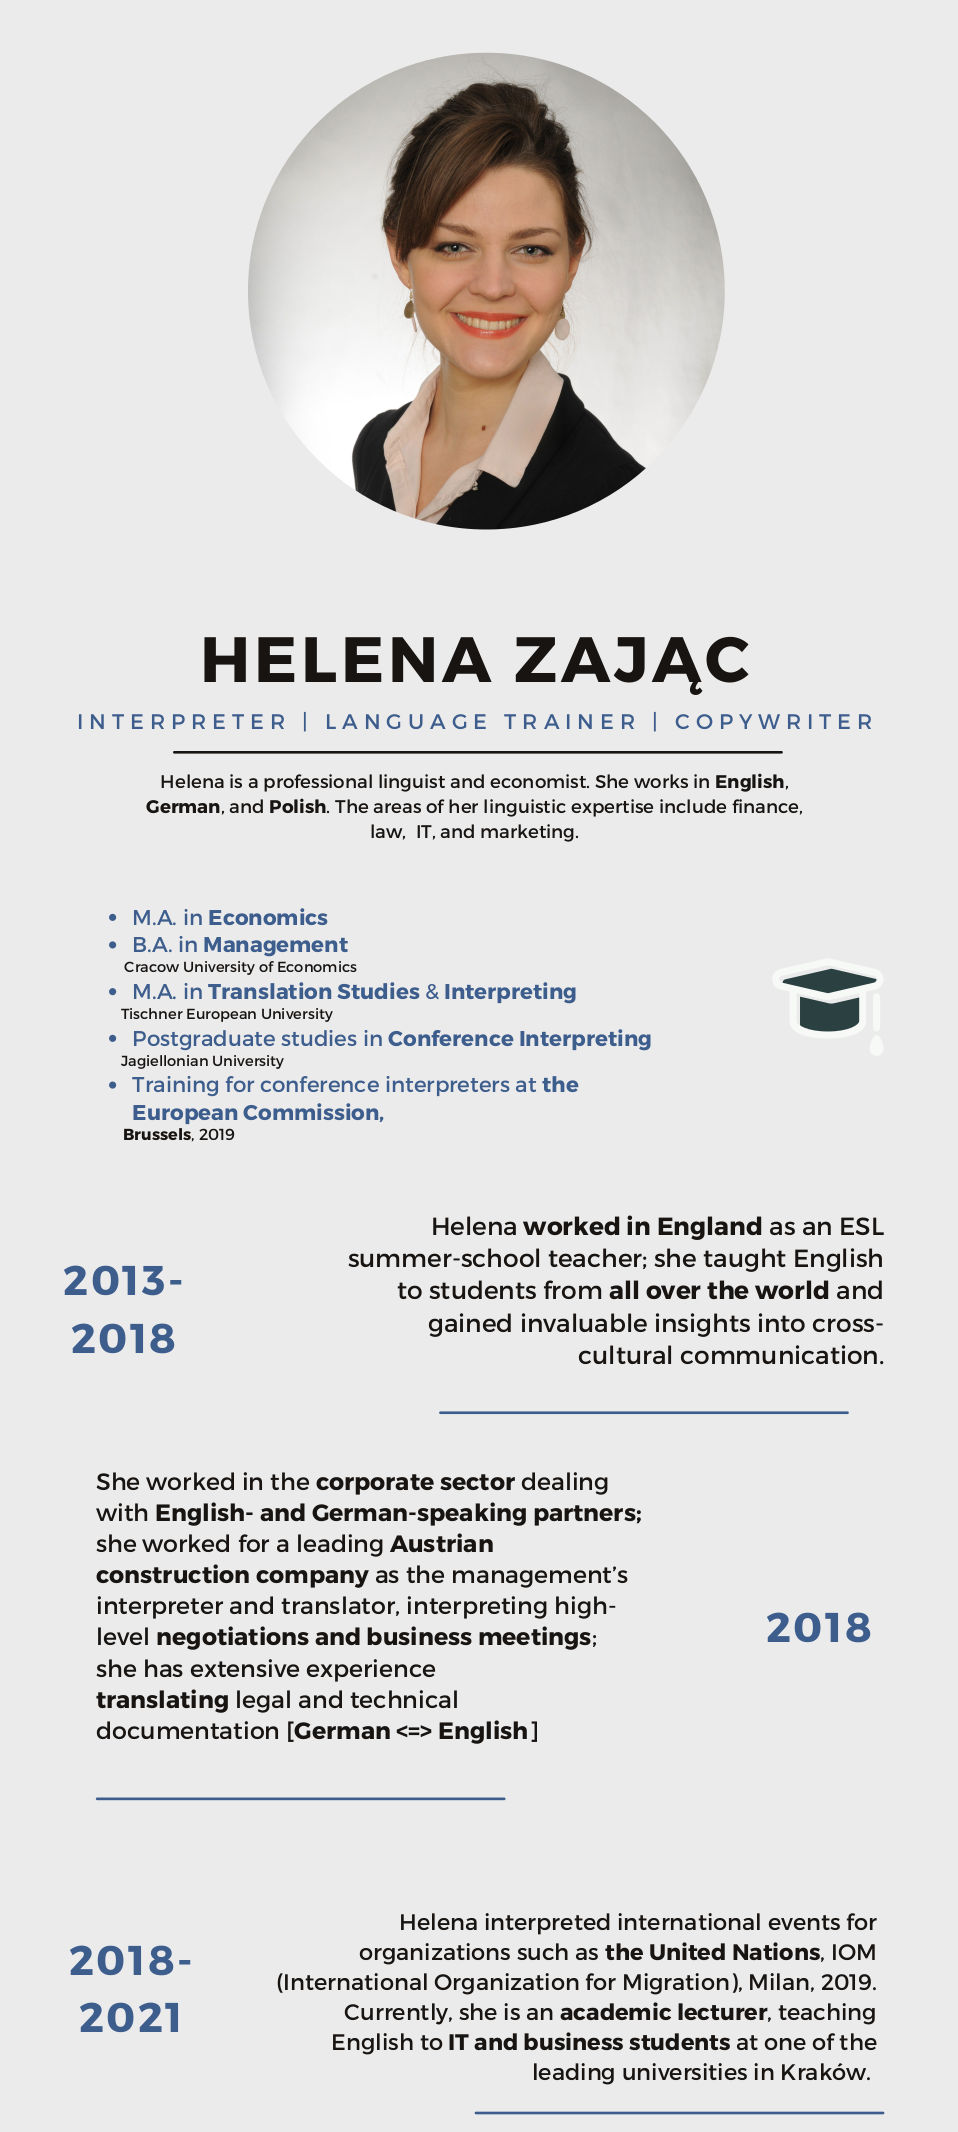 HELENA ZAJĄC
INTERPRETER | LANGUAGE TRAINER | COPYWRITER
Helena is a professional linguist and economist. She works in English,
German, and Polish. The areas of her linguistic expertise include finance,
law, IT, and marketing.
• M.A. in Economics
• B.A. in Management
Cracow University of Economics
• M.A. in Translation Studies & Interpreting
Tischner European University
• Postgraduate studies in Conference Interpreting
Jagiellonian University
• Training for conference interpreters at the
European Commission,
Brussels, 2019
2013-
2018
Helena worked in England as an ESL
summer-school teacher; she taught English
to students from all over the world and
gained invaluable insights into cross-
cultural communication.
She worked in the corporate sector dealing
with English- and German-speaking partners;
she worked for a leading Austrian
construction company as the management’s
interpreter and translator, interpreting high-
level negotiations and business meetings;
she has extensive experience
translating legal and technical
documentation [German <=> English]
2018
2018-
2021
Helena interpreted international events for
organizations such as the United Nations, IOM
(International Organization for Migration), Milan, 2019.
Currently, she is an academic lecturer, teaching
English to IT and business students at one of the
leading universities in Kraków.